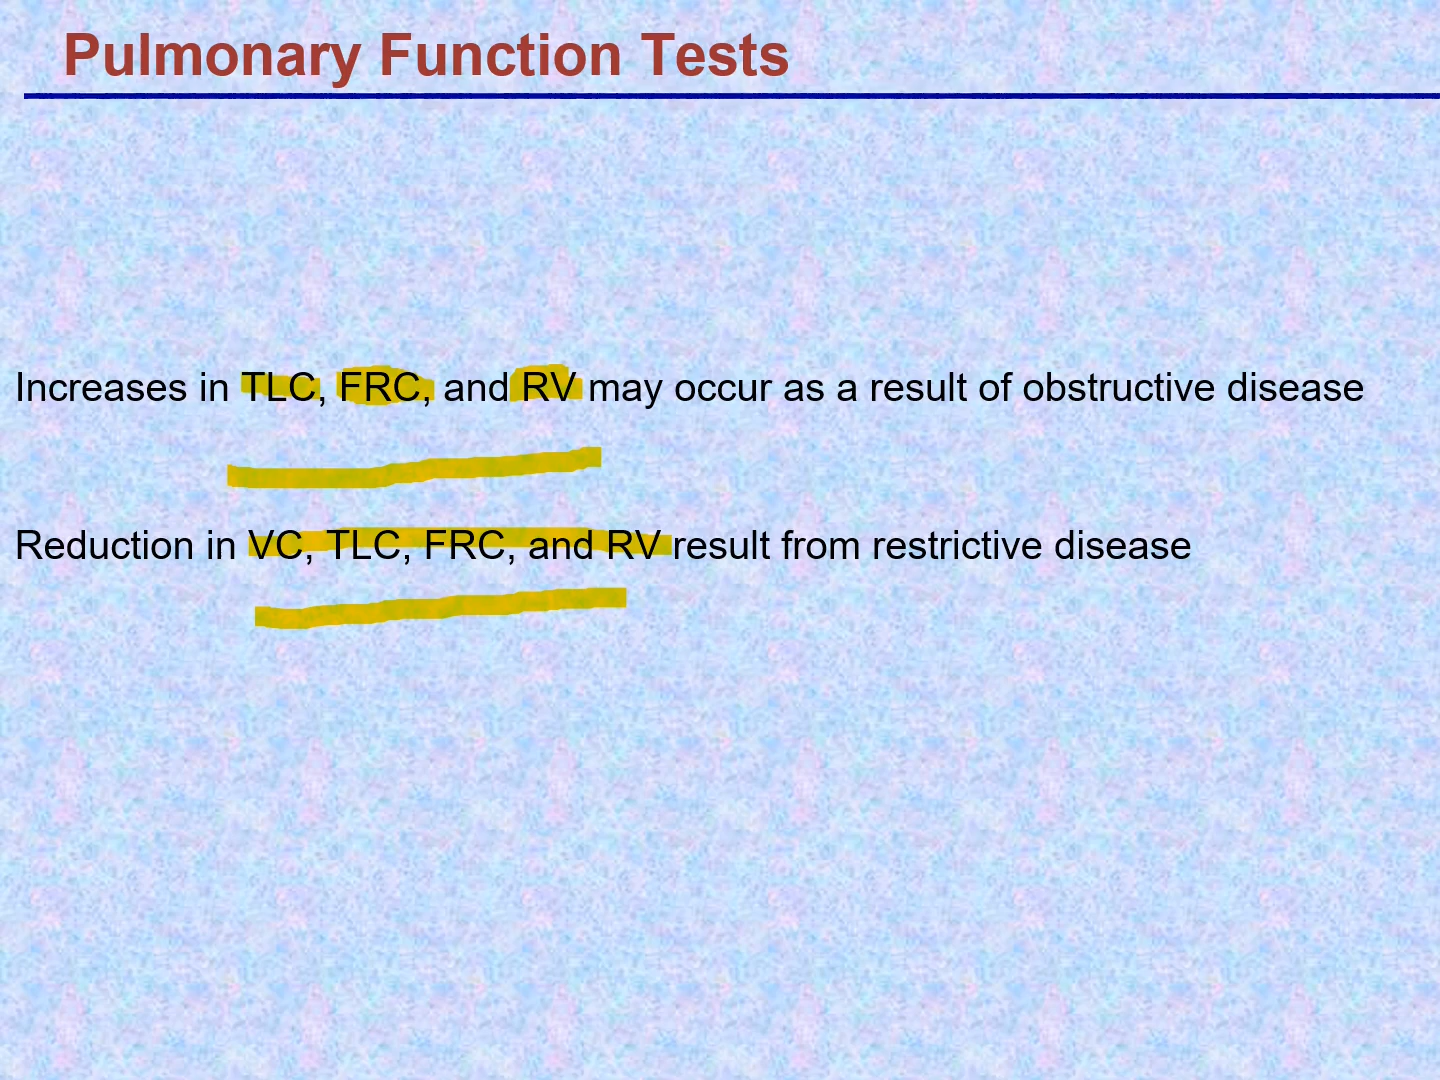 Pulmonary Function Tests
Increases in TLC, FRC, and RV may occur as a result of obstructive disease
Reduction in VC, TLC, FRC, and RV result from restrictive disease